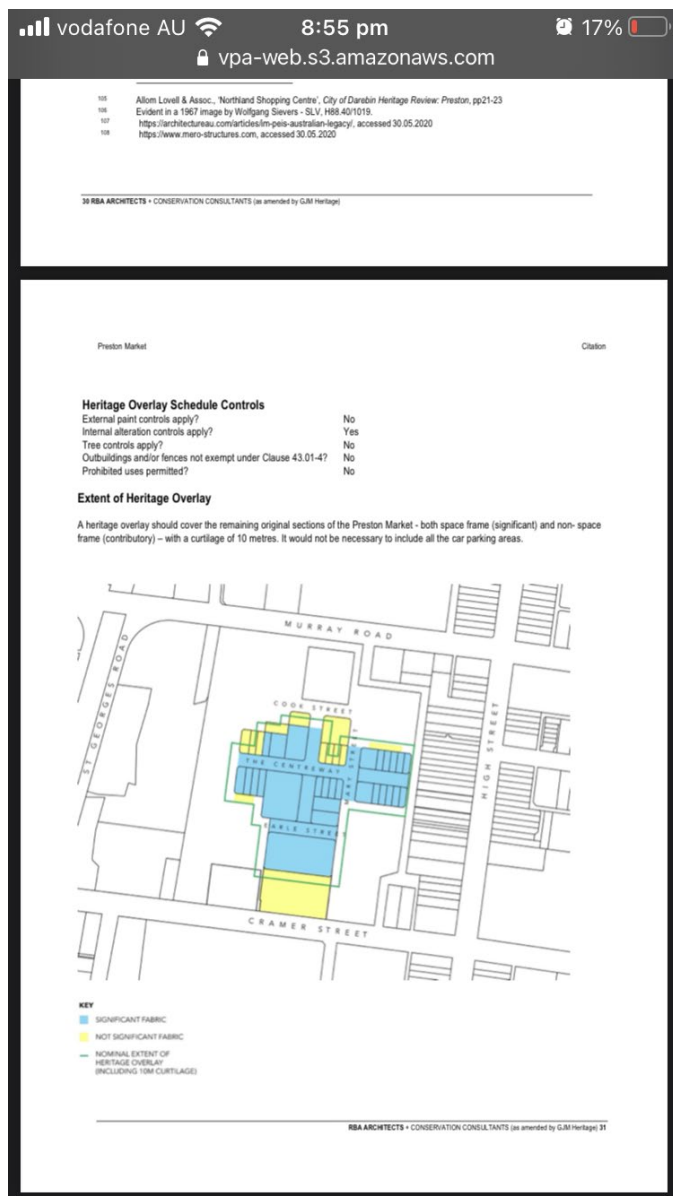 vodafone AU 8:55 pm 17%
vpa-web.s3.amazonaws.com
105 Allom Lovell & Assoc., 'Northland Shopping Centre', City of Darebin Heritage Review: Preston, pp21-23
106 Evident in a 1967 image by Wolfgang Sievers - SLV, H88.40/1019.
107 https://architectureau.com/articles/im-peis-australian-legacy/, accessed 30.05.2020
108 https://www.mero-structures.com, accessed 30.05.2020
30 RBA ARCHITECTS + CONSERVATION CONSULTANTS (as amended by GJM Heritage)
Preston Market Citation
Heritage Overlay Schedule Controls
External paint controls apply? No
Internal alteration controls apply? Yes
Tree controls apply? No
Outbuildings and/or fences not exempt under Clause 43.01-4? No
Prohibited uses permitted? No
Extent of Heritage Overlay
A heritage overlay should cover the remaining original sections of the Preston Market - both space frame (significant) and non- space
frame (contributory) – with a curtilage of 10 metres. It would not be necessary to include all the car parking areas.
MURRAY ROAD
ST GEORGES ROAD
COOK STREET
HIGH STREET
THE CENTREWAY
MARY STREET
EARLE STREET
CRAMER STREET
KEY
SIGNIFICANT FABRIC
NOT SIGNIFICANT FABRIC
NOMINAL EXTENT OF
HERITAGE OVERLAY
(INCLUDING 10M CURTILAGE)
RBA ARCHITECTS + CONSERVATION CONSULTANTS (as amended by GJM Heritage) 31